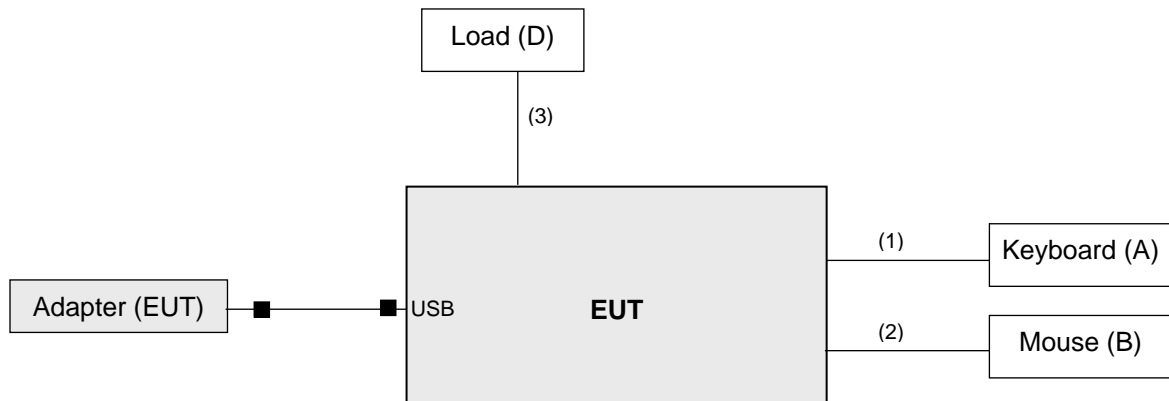 Load (D)
(3)
(1)
Keyboard (A)
Adapter (EUT)
USB
EUT
(2)
Mouse (B)